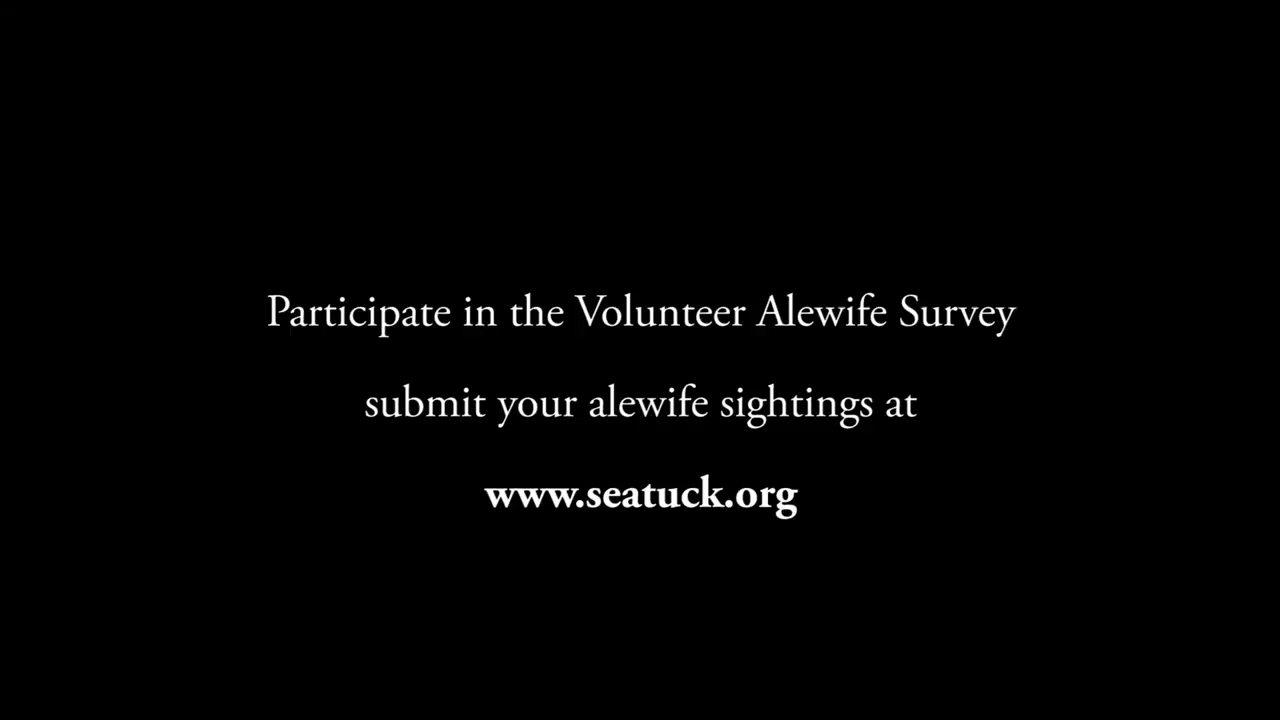 Participate in the Volunteer Alewife Survey
submit your alewife sightings at
www.seatuck.org